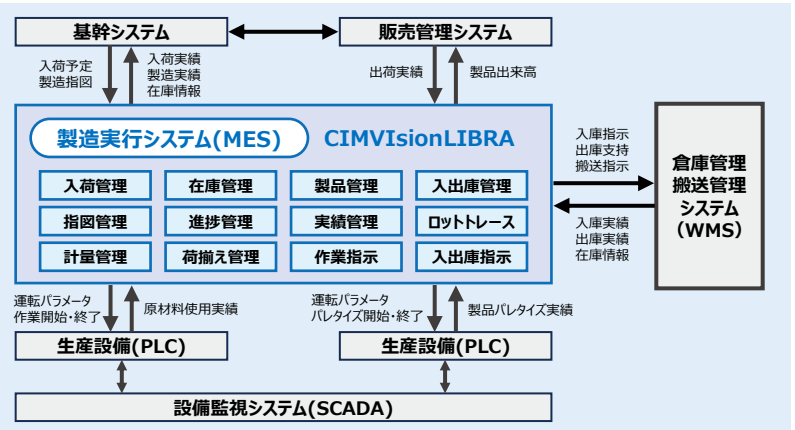 基幹システム
販売管理システム
入荷予定
製造指図
入荷実績
製造実績
在庫情報
出荷実績
製品出来高
製造実行システム(MES)
CIMVIsionLIBRA
入荷管理
在庫管理
製品管理
入出庫管理
指図管理
進捗管理
実績管理
ロットトレース
計量管理
荷揃え管理
作業指示
入出庫指示
入庫指示
出庫支持
搬送指示
入庫実績
出庫実績
在庫情報
倉庫管理
搬送管理
システム
(WMS)
運転パラメータ
作業開始・終了
原材料使用実績
運転パラメータ
パレタイズ開始・終了
製品パレタイズ実績
生産設備(PLC)
生産設備(PLC)
設備監視システム(SCADA)